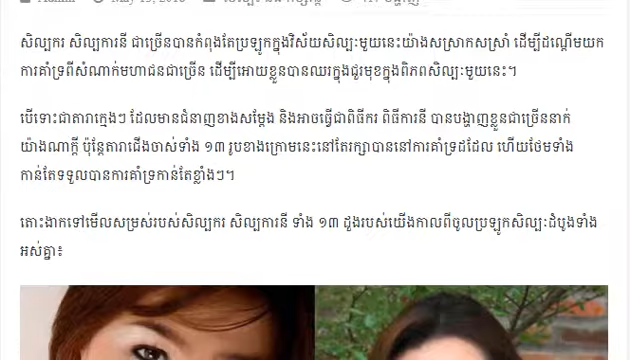 សិល្បករ សិល្បការនី ជាច្រើនបានកំពុងតែប្រឡូកក្នុងវិស័យសិល្បៈមួយនេះយ៉ាងសស្រាកសស្រាំ ដើម្បីដណ្តើមយក
ការគាំទ្រពីសំណាក់មហាជនជាច្រើន ដើម្បីអោយខ្លួនបានឈរក្នុងជួរមុខក្នុងពិភពសិល្បៈមួយនេះ។
បើទោះជាតារាក្មេងៗ ដែលមានជំនាញខាងសម្តែង និងអាចធ្វើជាពិធីករ ពិធីការនី បានបង្ហាញខ្លួនជាច្រើននាក់
យ៉ាងណាក្តី ប៉ុន្តែតារាជើងចាស់ទាំង ១៣ រូបខាងក្រោមនេះនៅតែរក្សាបាននៅការគាំទ្រដដែល ហើយថែមទាំង
កាន់តែទទួលបានការគាំទ្រកាន់តែខ្លាំងៗ។
តោះងាកទៅមើលសម្រស់របស់សិល្បករ សិល្បការនី ទាំង ១៣ ដួងរបស់យើងកាលពីចូលប្រឡូកសិល្បៈដំបូងទាំង
អស់គ្នា៖